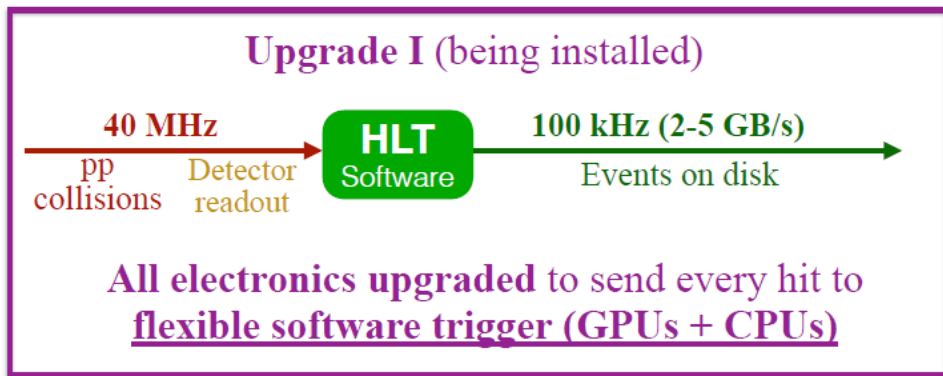 Upgrade I (being installed)
40 MHz
HLT
Software
100 kHz (2-5 GB/s)
pp
collisions
Detector
readout
Events on disk
All electronics upgraded to send every hit to
flexible software trigger (GPUs + CPUs)